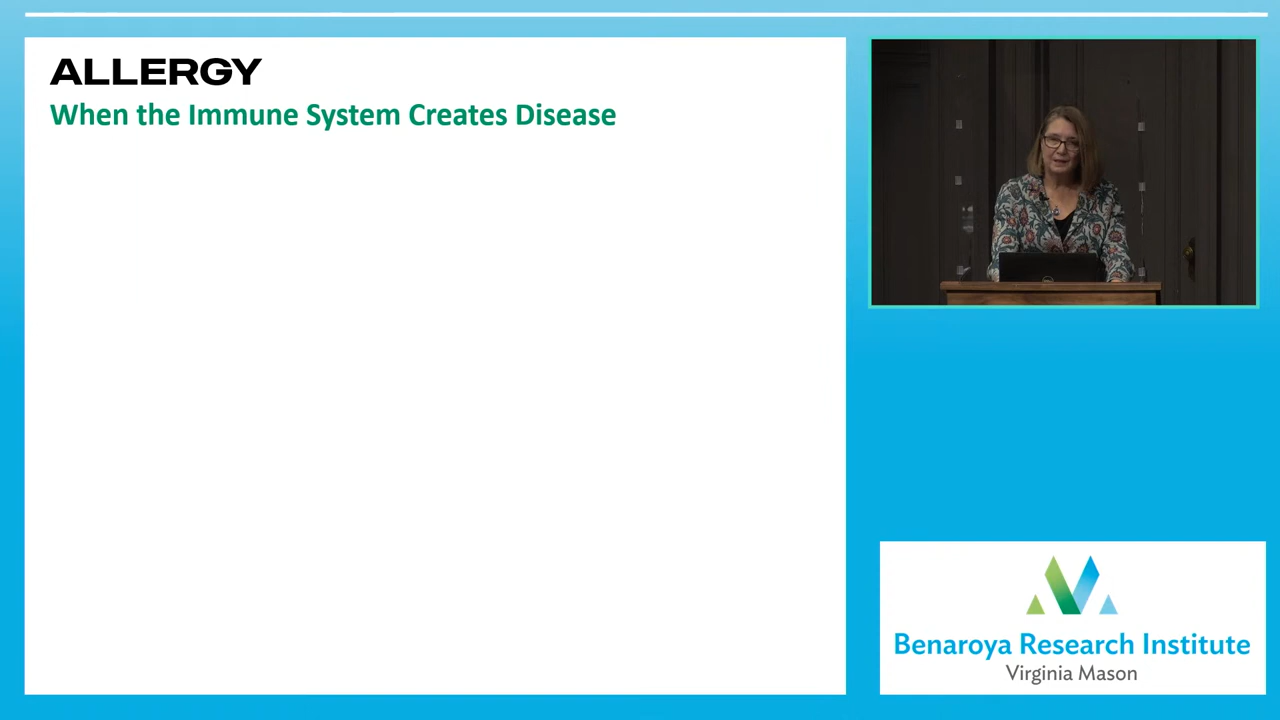 ALLERGY
When the Immune System Creates Disease
Benaroya Research Institute
Virginia Mason